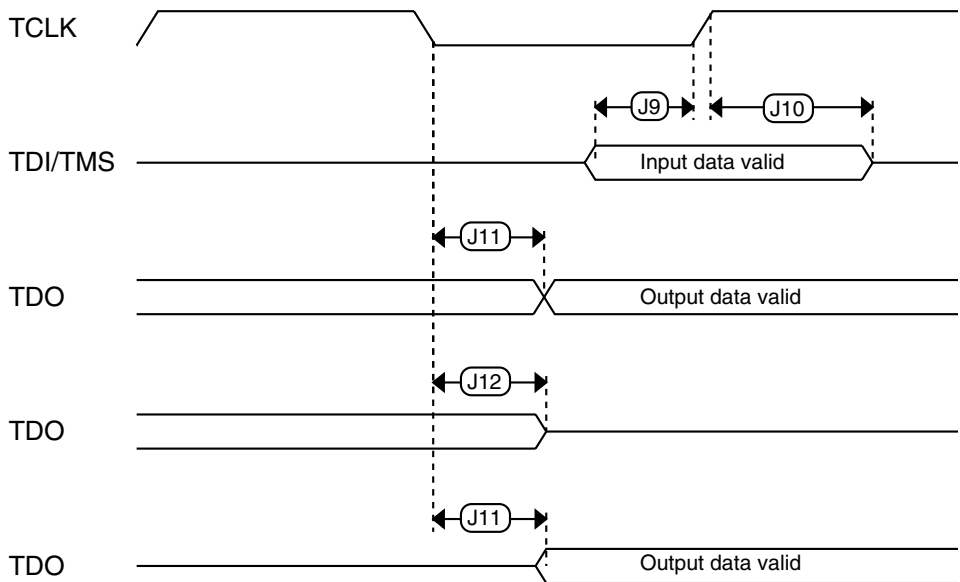 TCLK
J9
J10
TDI/TMS
Input data valid
J11
TDO
Output data valid
J12
TDO
J11
TDO
Output data valid